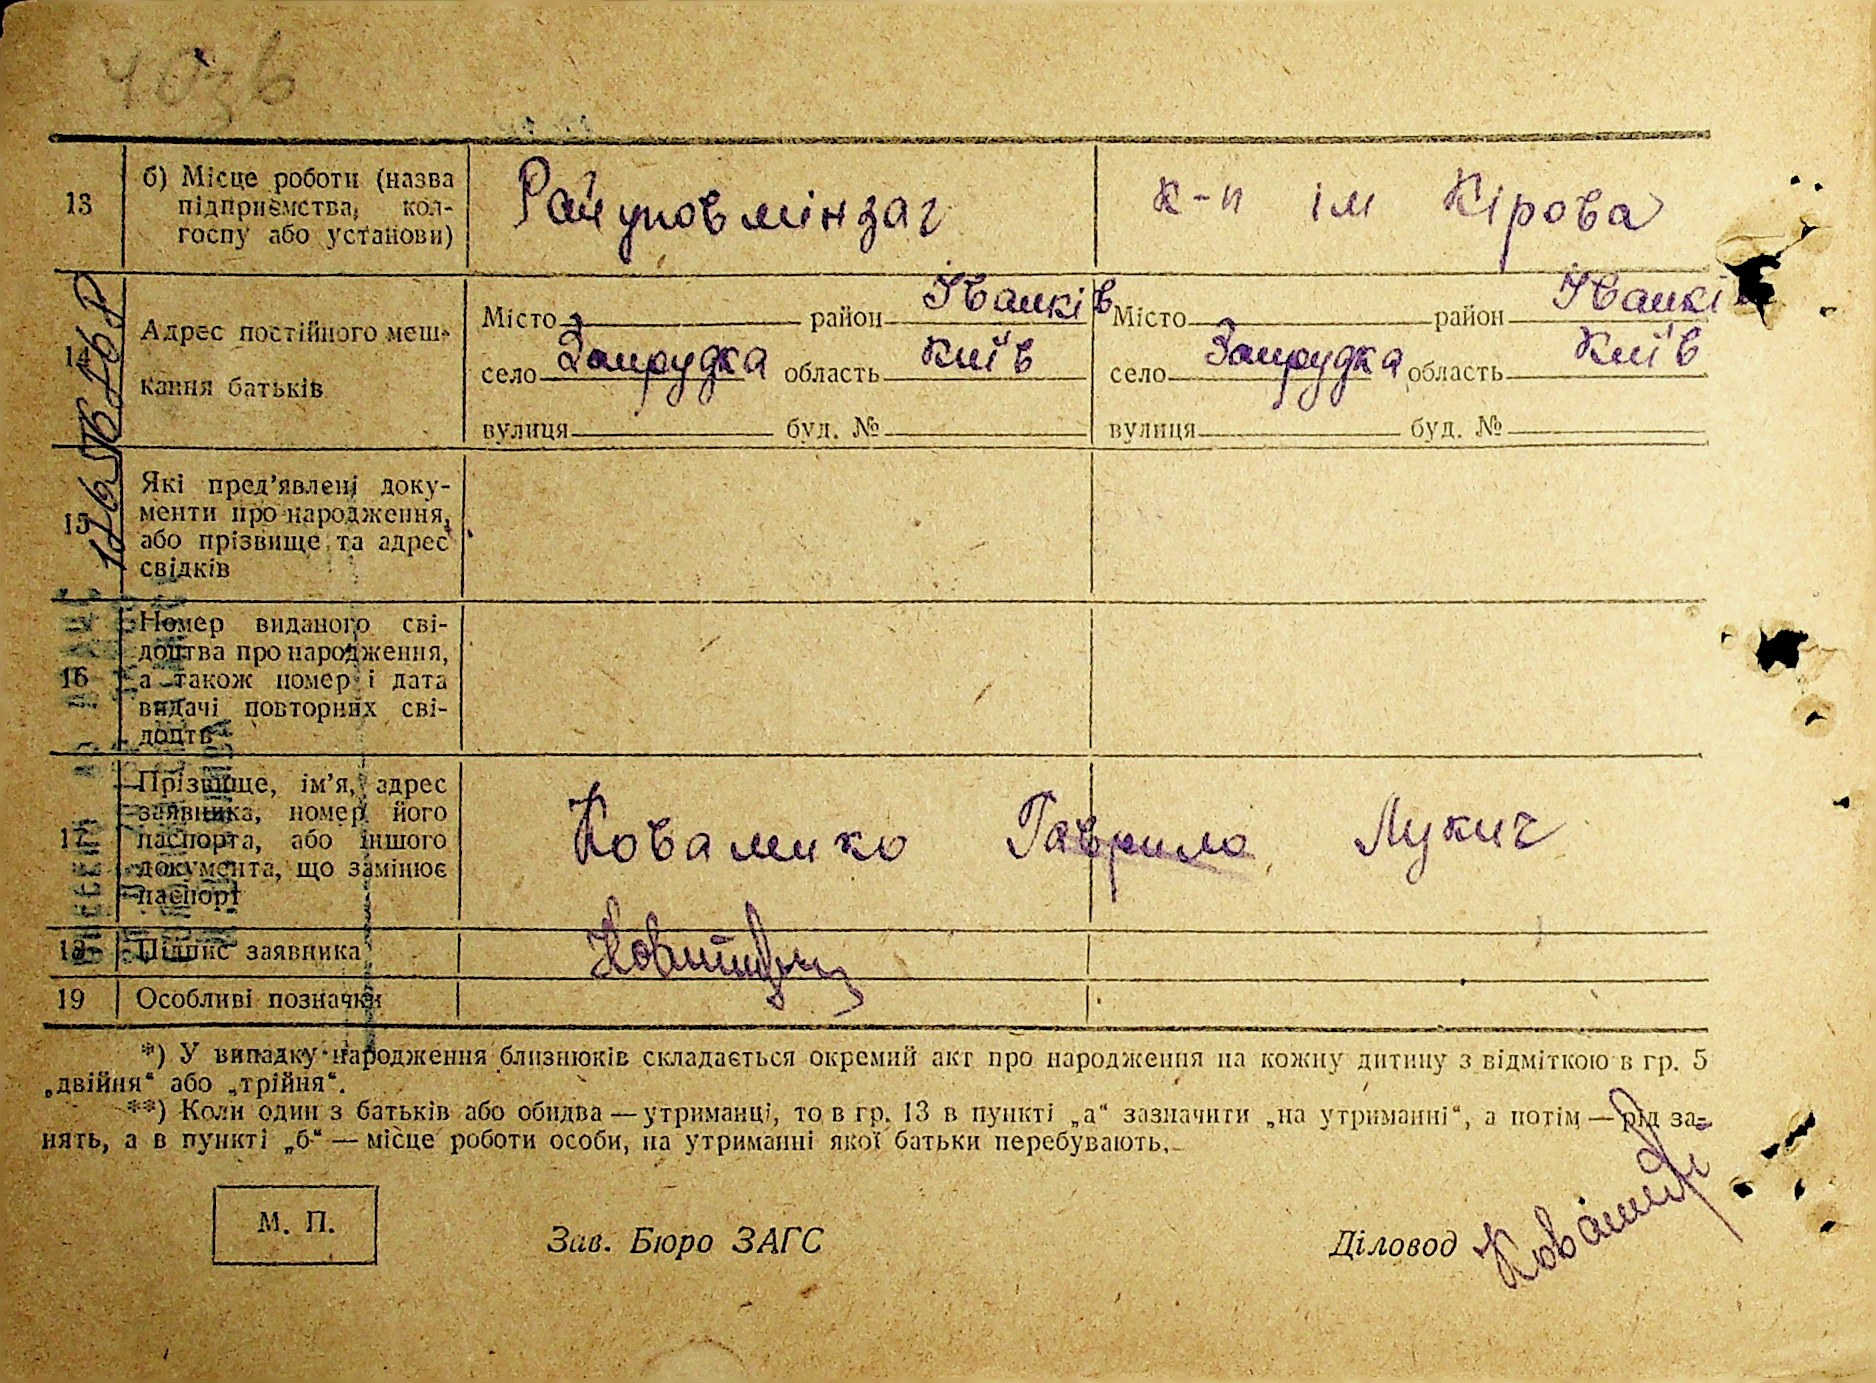 13
б) Місце роботи (назва
підприємства, кол-
госпу або установи)
Райуповмінзаг
к-п ім Кірова
14
Адрес постійного меш-
кання батьків
Місто район Іванків
село Запрудка область Київ
вулиця буд. №
Місто район Іванків
село Запрудка область Київ
вулиця буд. №
15
Які пред'явлені доку-
менти про народження,
або прізвище та адрес
свідків
16
Номер виданого сві-
доцтва про народження,
а також номер і дата
видачі повторних сві-
доцтв
17
Прізвище, ім'я, адрес
заявника, номер його
паспорта, або іншого
документа, що замінює
паспорт
Коваленко Гаврило Лукич
18
Підпис заявника
19
Особливі позначки
*) У випадку народження близнюків складається окремий акт про народження на кожну дитину з відміткою в гр. 5
„двійня“ або „трійня“.
**) Коли один з батьків або обидва — утриманці, то в гр. 13 в пункті „а“ зазначити „на утриманні“, а потім — рід за-
нять, а в пункті „б“ — місце роботи особи, на утриманні якої батьки перебувають.
М. П.
Зав. Бюро ЗАГС
Діловод